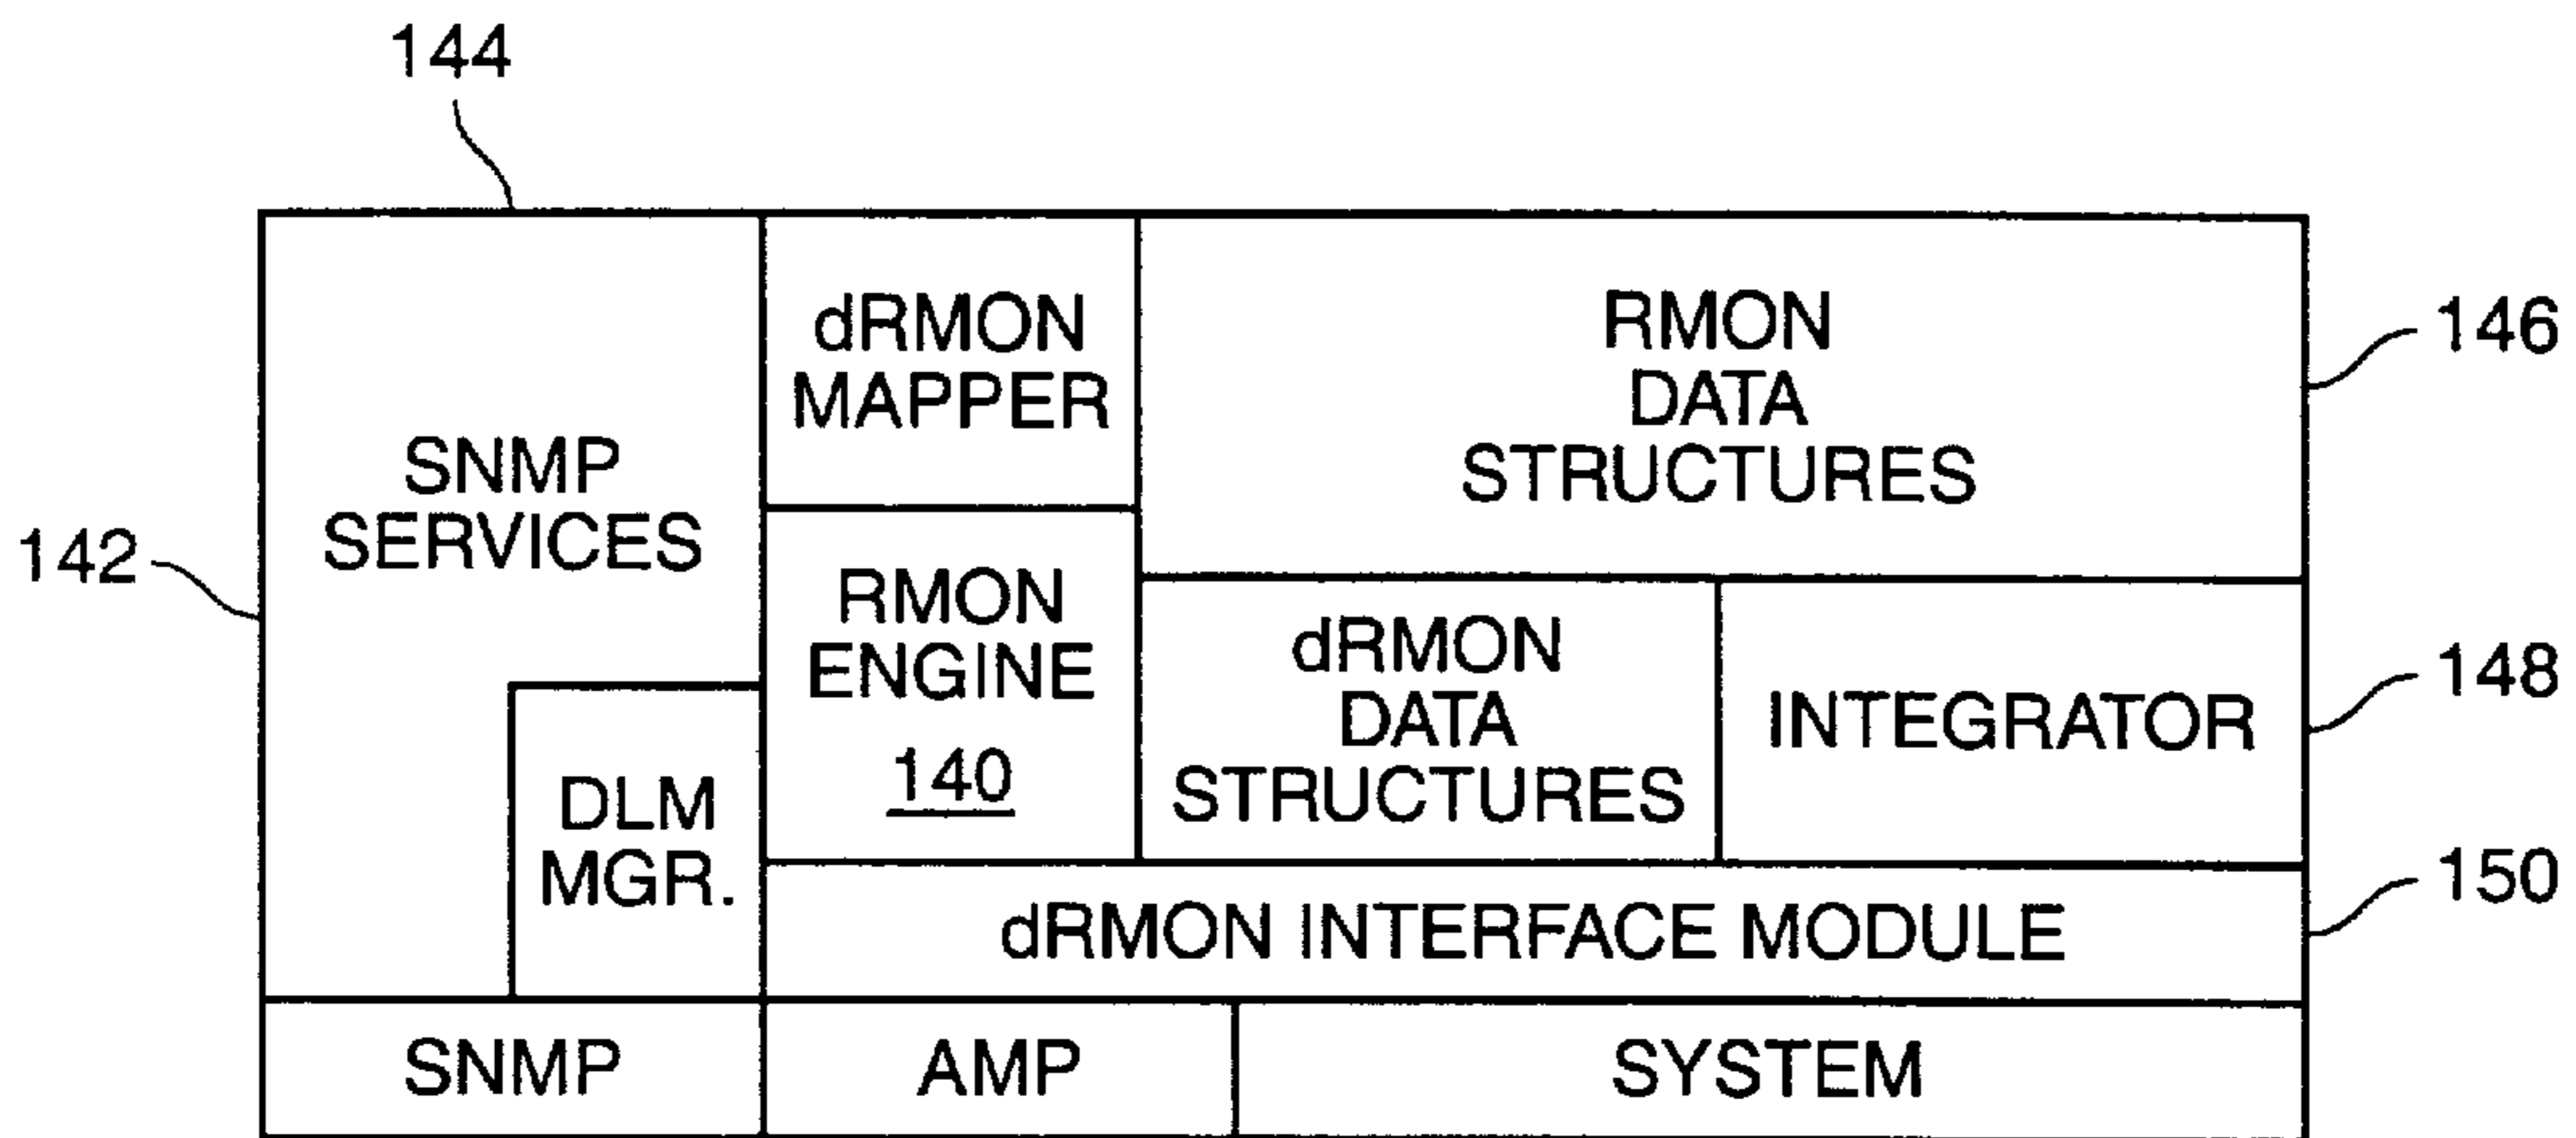 144
dRMON
MAPPER
RMON
DATA
STRUCTURES
146
SNMP
SERVICES
142
RMON
ENGINE
140
dRMON
DATA
STRUCTURES
INTEGRATOR
148
DLM
MGR.
dRMON INTERFACE MODULE
150
SNMP
AMP
SYSTEM